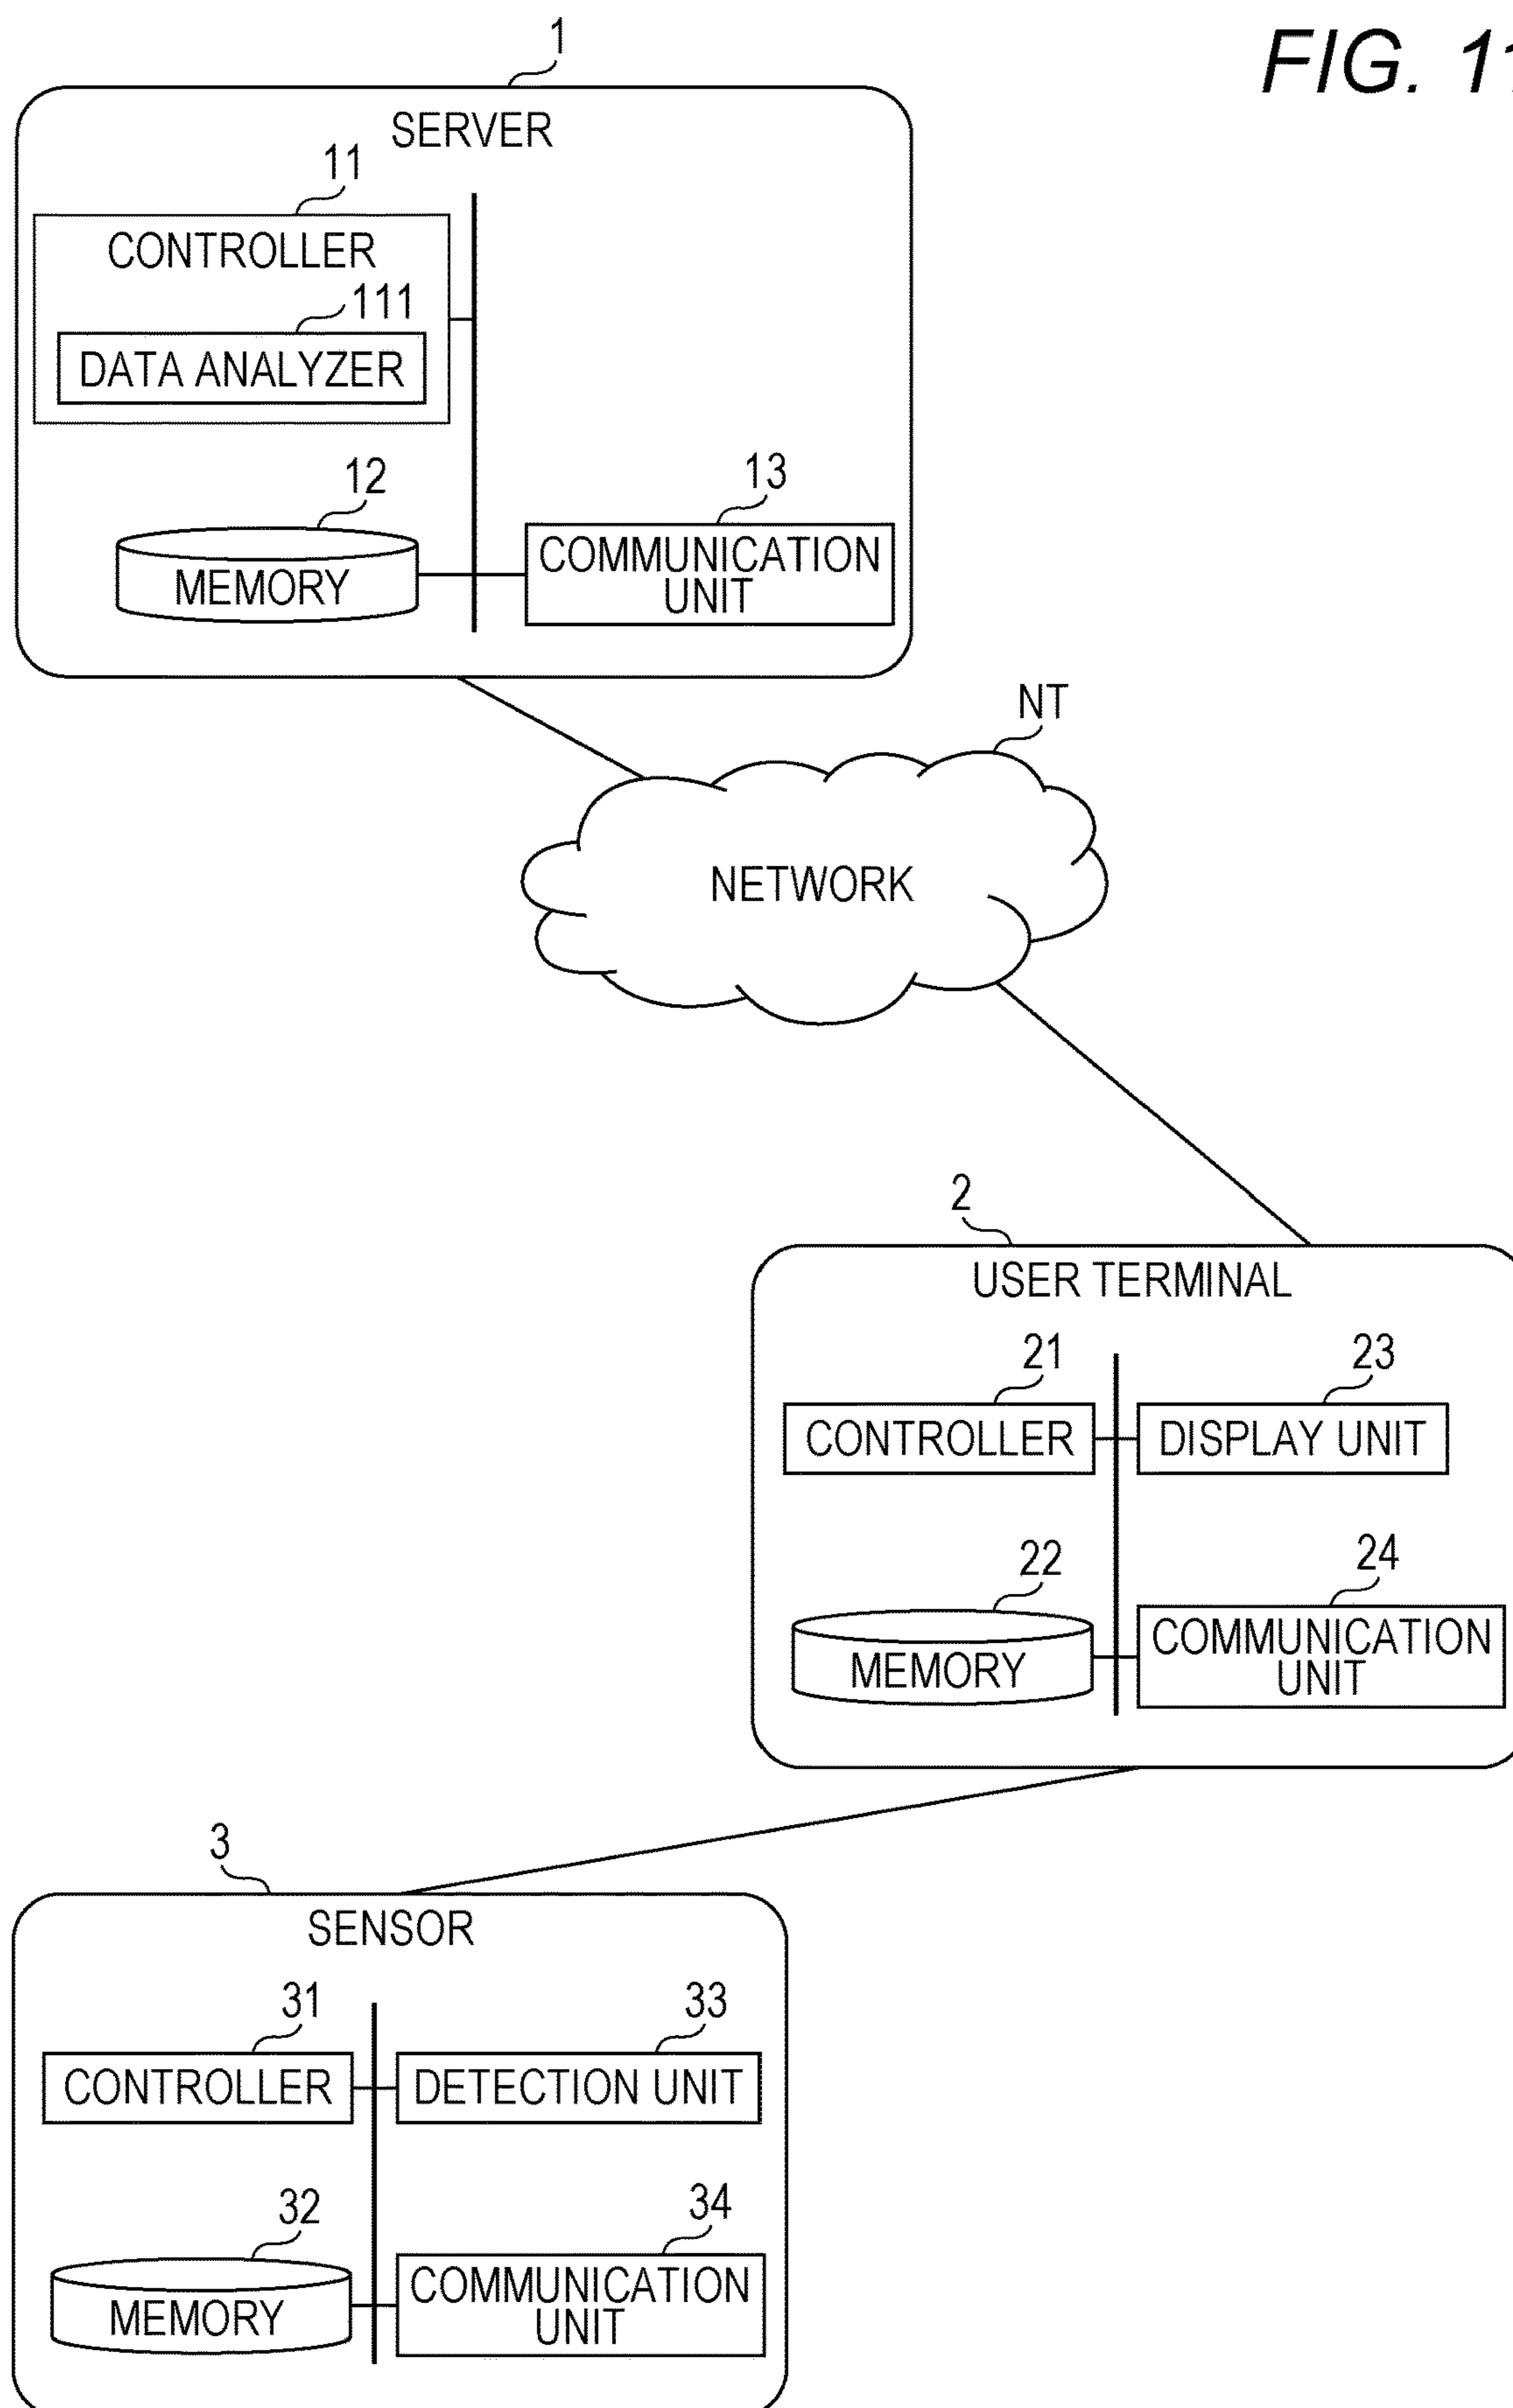 FIG. 11
1
SERVER
11
CONTROLLER
111
DATA ANALYZER
12
MEMORY
13
COMMUNICATION
UNIT
NT
NETWORK
2
USER TERMINAL
21
CONTROLLER
23
DISPLAY UNIT
22
MEMORY
24
COMMUNICATION
UNIT
3
SENSOR
31
CONTROLLER
33
DETECTION UNIT
32
MEMORY
34
COMMUNICATION
UNIT